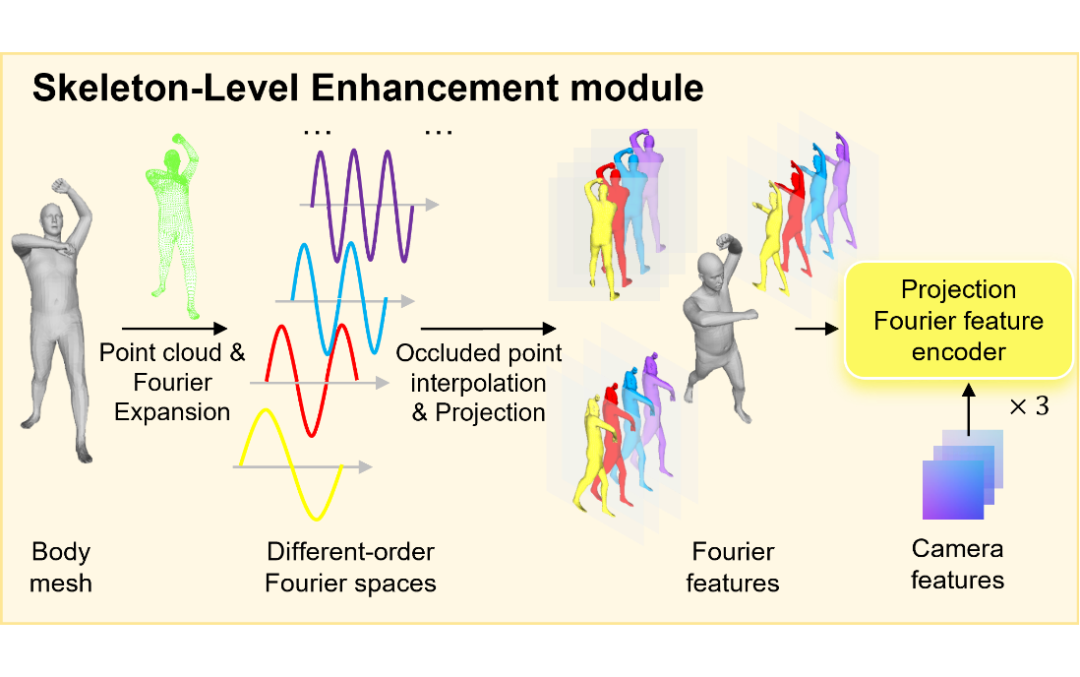 Skeleton-Level Enhancement module
... ...
Point cloud &
Fourier
Expansion
Occluded point
interpolation
& Projection
Projection
Fourier feature
encoder
× 3
Body
mesh
Different-order
Fourier spaces
Fourier
features
Camera
features